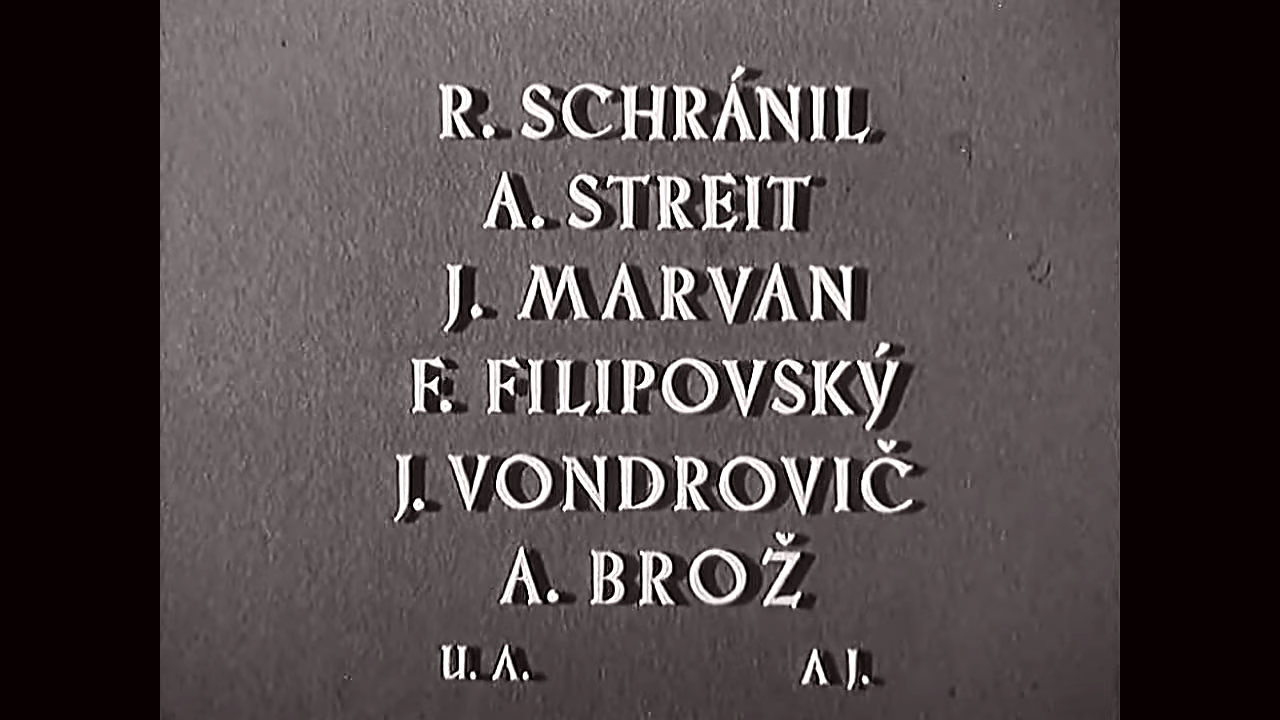 R. SCHRÁNIL
A. STREIT
J. MARVAN
F. FILIPOVSKÝ
J. VONDROVIČ
A. BROŽ
U. A. A J.